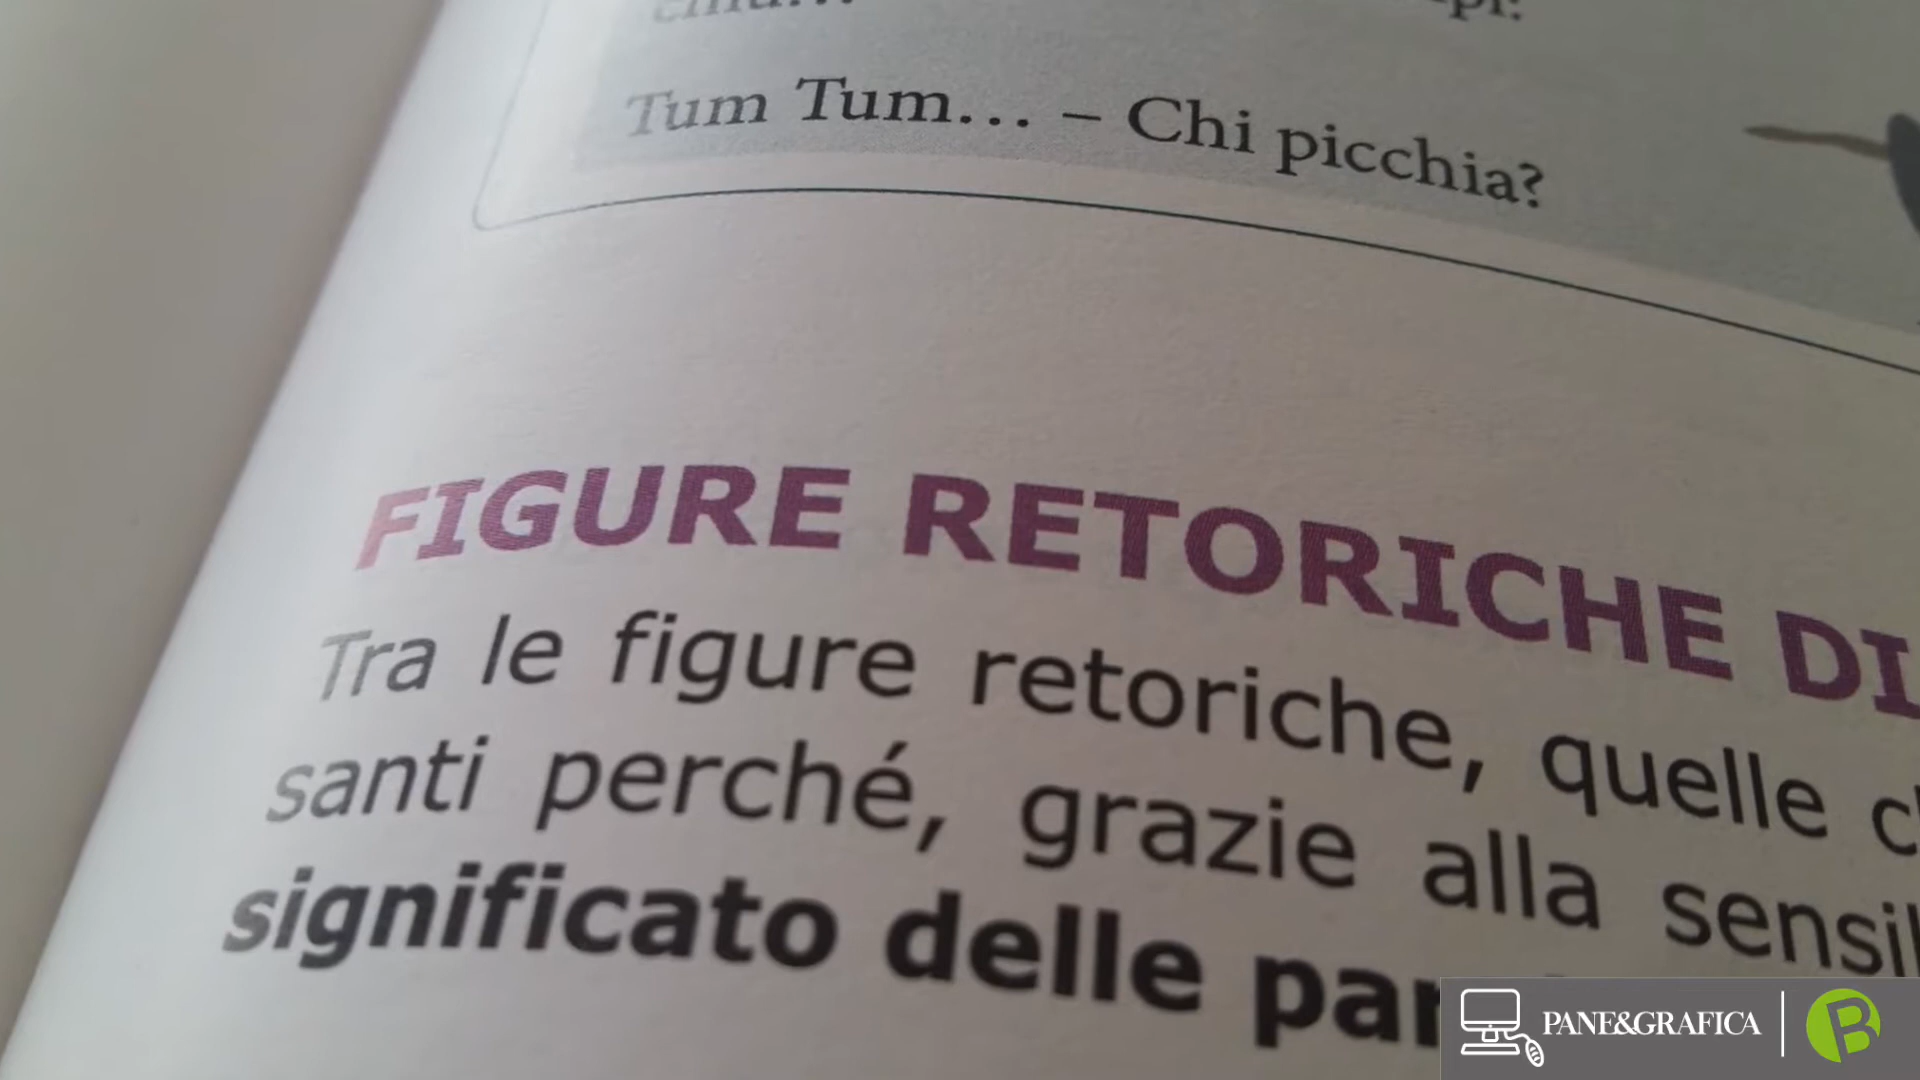 Tum Tum... – Chi picchia?
FIGURE RETORICHE DI
Tra le figure retoriche, quelle
santi perché, grazie alla
significato delle
PANE&GRAFICA
B